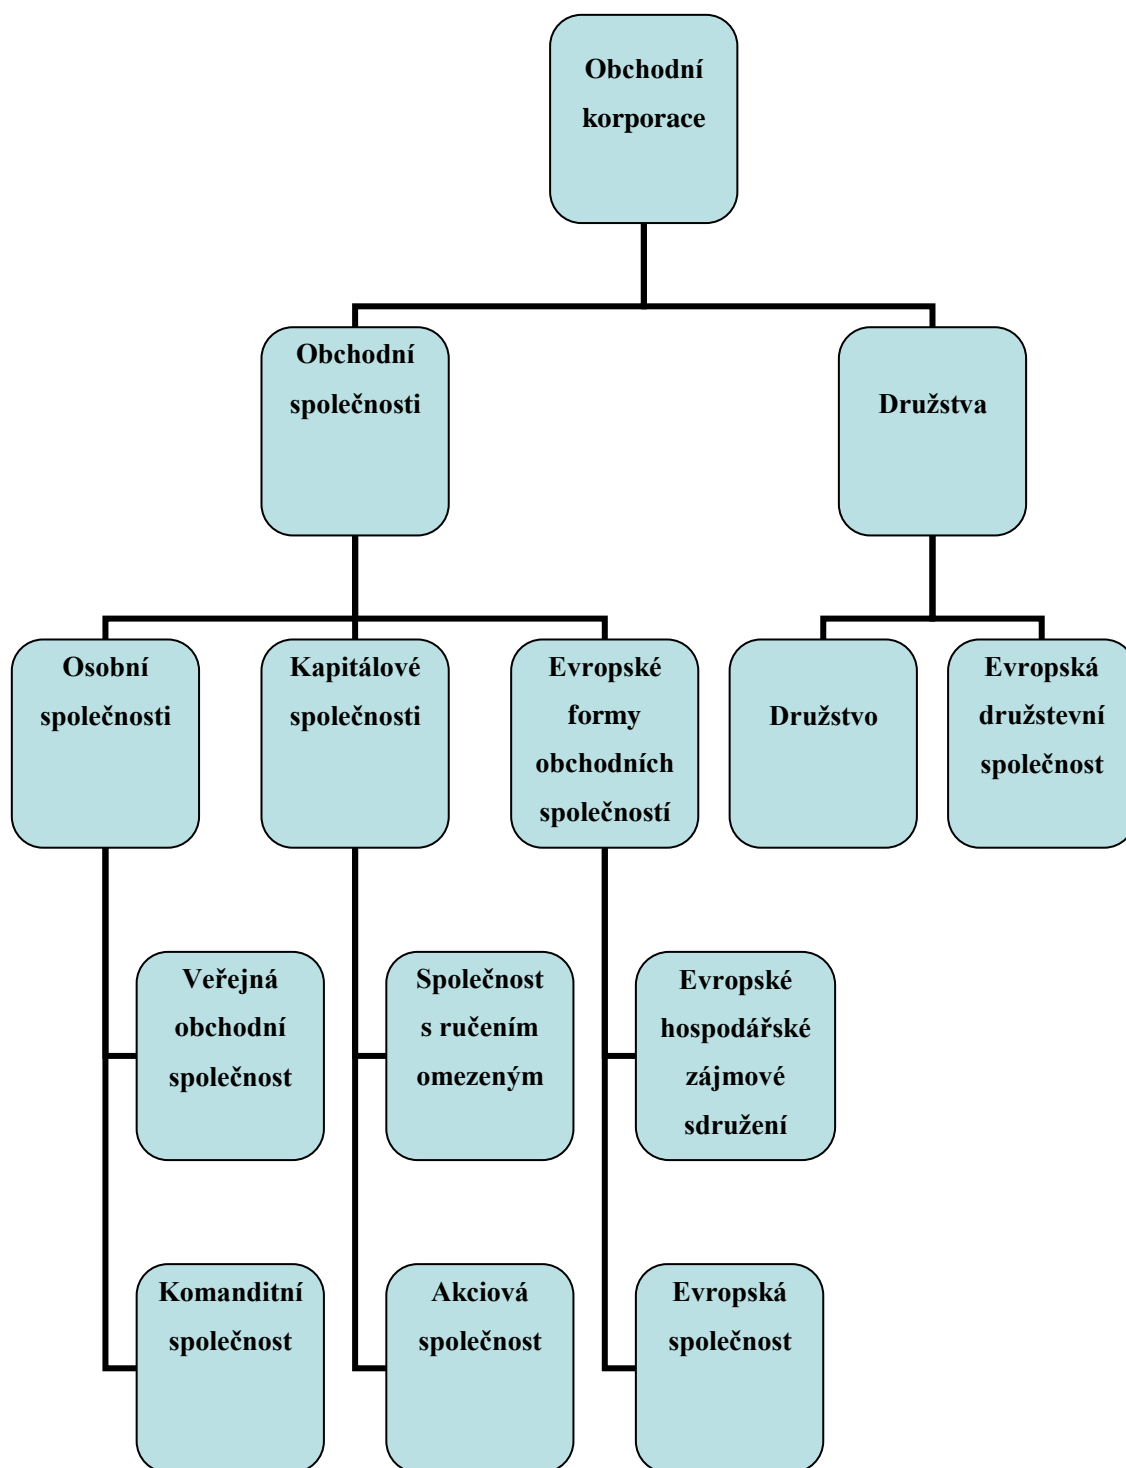 Obchodní
korporace
Obchodní
společnosti
Družstva
Osobní
společnosti
Kapitálové
společnosti
Evropské
formy
obchodních
společností
Družstvo
Evropská
družstevní
společnost
Veřejná
obchodní
společnost
Společnost
s ručením
omezeným
Evropské
hospodářské
zájmové
sdružení
Komanditní
společnost
Akciová
společnost
Evropská
společnost